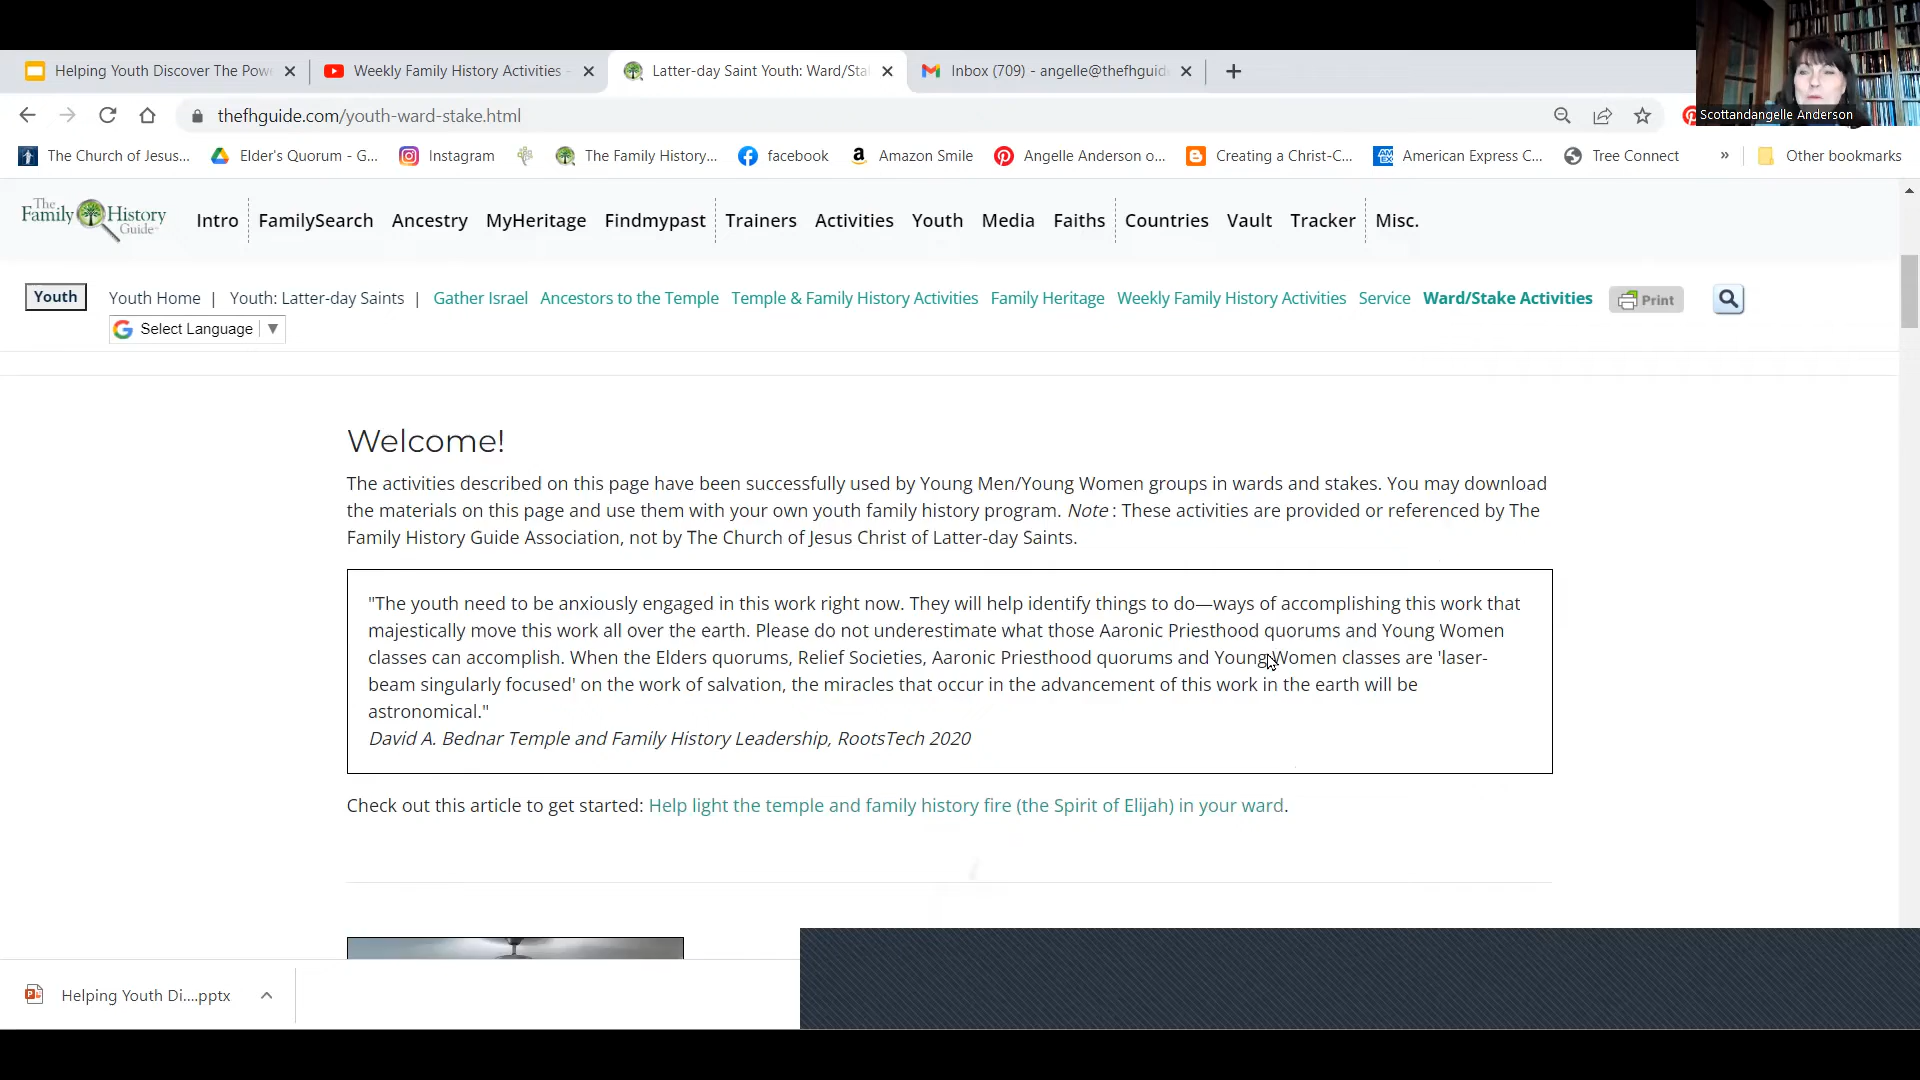 Helping Youth Discover The Pow
Weekly Family History Activities -
Latter-day Saint Youth: Ward/Sta
Inbox (709) - angelle@thefhguid
Scottandangelle Anderson
thefhguide.com/youth-ward-stake.html
The Church of Jesus...
Elder's Quorum - G...
Instagram
The Family History...
facebook
Amazon Smile
Angelle Anderson o...
Creating a Christ-C...
American Express C...
Tree Connect
»
Other bookmarks
The Family History Guide
Intro
FamilySearch
Ancestry
MyHeritage
Findmypast
Trainers
Activities
Youth
Media
Faiths
Countries
Vault
Tracker
Misc.
Youth
Youth Home | Youth: Latter-day Saints | Gather Israel Ancestors to the Temple Temple & Family History Activities Family Heritage Weekly Family History Activities Service Ward/Stake Activities
Print
Select Language ▼
Welcome!
The activities described on this page have been successfully used by Young Men/Young Women groups in wards and stakes. You may download
the materials on this page and use them with your own youth family history program. Note : These activities are provided or referenced by The
Family History Guide Association, not by The Church of Jesus Christ of Latter-day Saints.
"The youth need to be anxiously engaged in this work right now. They will help identify things to do—ways of accomplishing this work that
majestically move this work all over the earth. Please do not underestimate what those Aaronic Priesthood quorums and Young Women
classes can accomplish. When the Elders quorums, Relief Societies, Aaronic Priesthood quorums and Young Women classes are 'laser-
beam singularly focused' on the work of salvation, the miracles that occur in the advancement of this work in the earth will be
astronomical."
David A. Bednar Temple and Family History Leadership, RootsTech 2020
Check out this article to get started: Help light the temple and family history fire (the Spirit of Elijah) in your ward.
Helping Youth Di....pptx